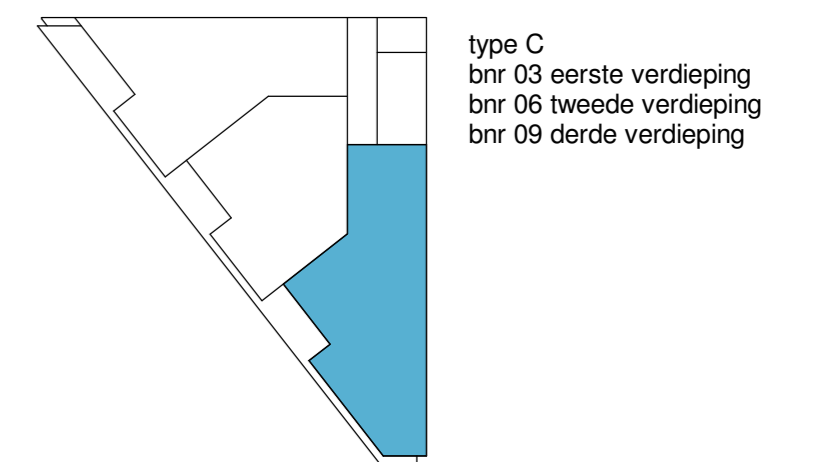 type C
bnr 03 eerste verdieping
bnr 06 tweede verdieping
bnr 09 derde verdieping